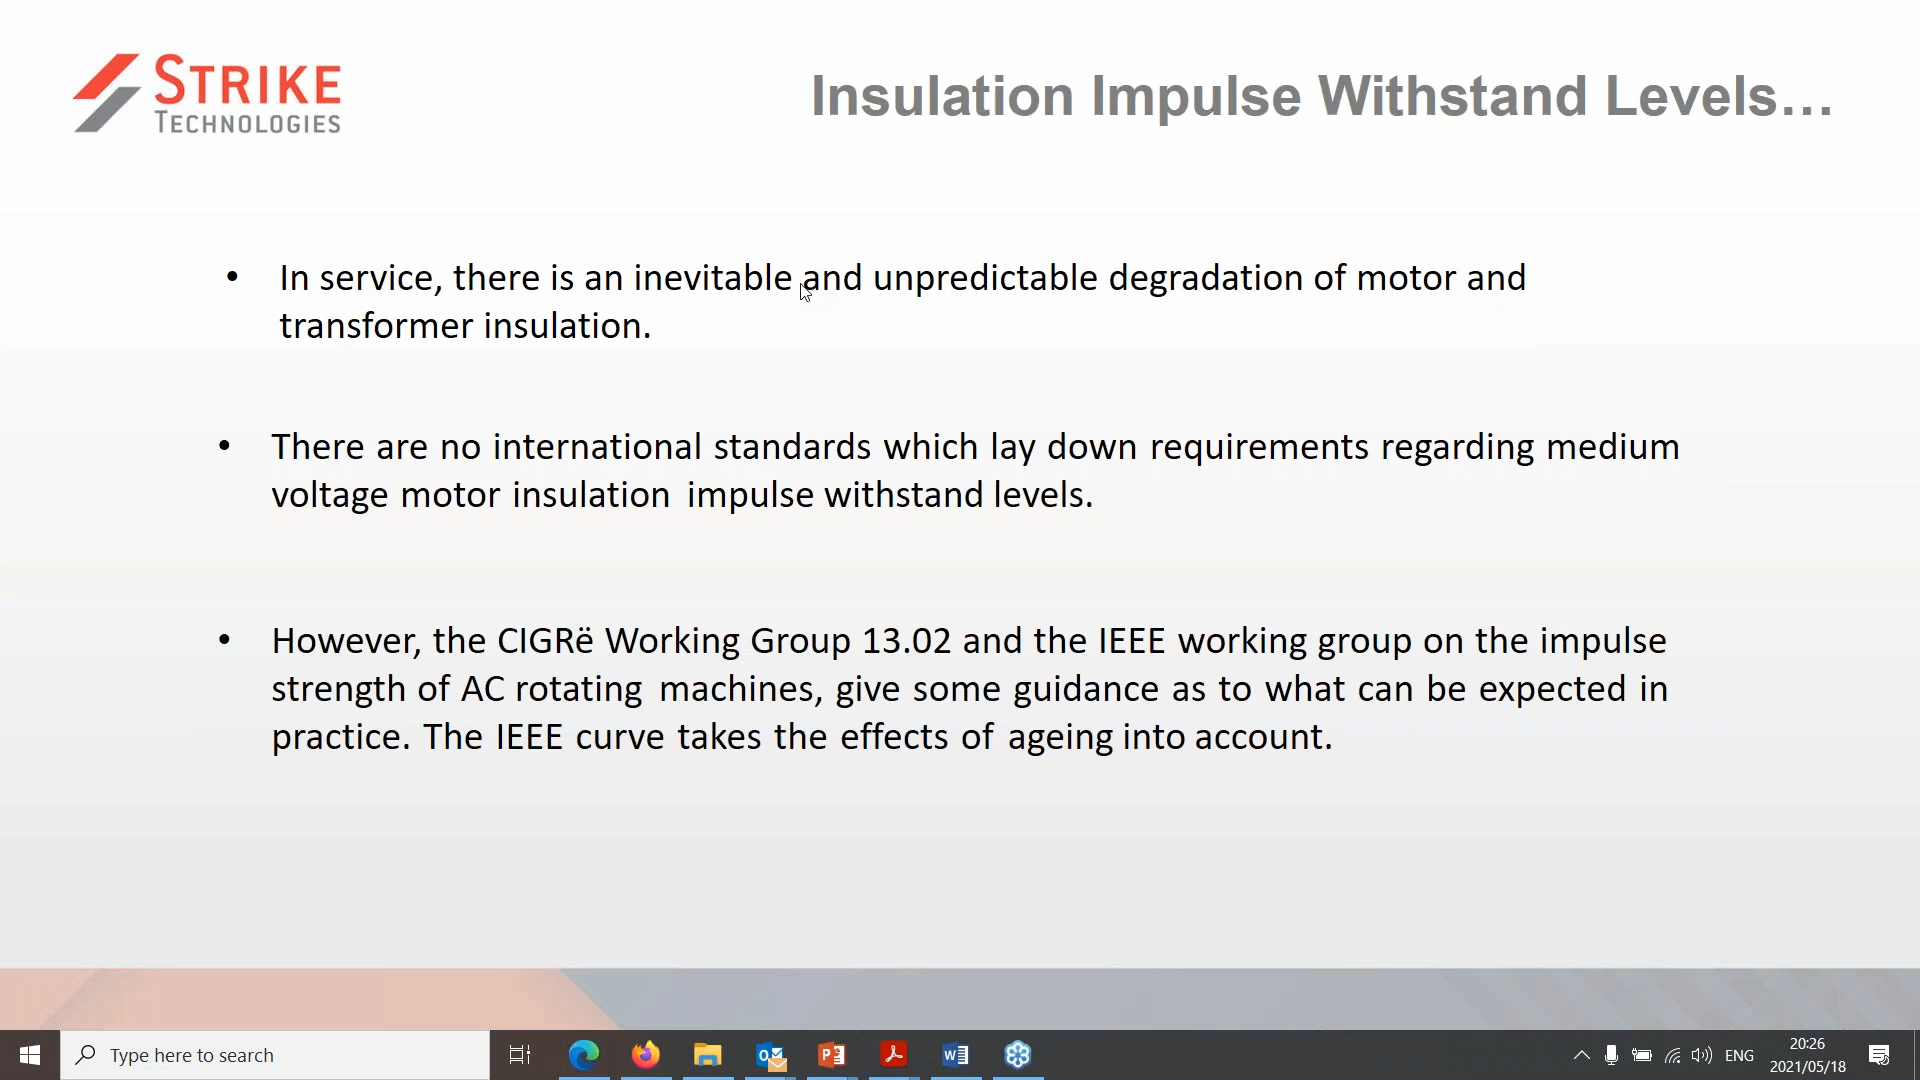 STRIKE
TECHNOLOGIES
Insulation Impulse Withstand Levels…
• In service, there is an inevitable and unpredictable degradation of motor and
transformer insulation.
• There are no international standards which lay down requirements regarding medium
voltage motor insulation impulse withstand levels.
• However, the CIGRë Working Group 13.02 and the IEEE working group on the impulse
strength of AC rotating machines, give some guidance as to what can be expected in
practice. The IEEE curve takes the effects of ageing into account.
Type here to search
ENG
20:26
2021/05/18